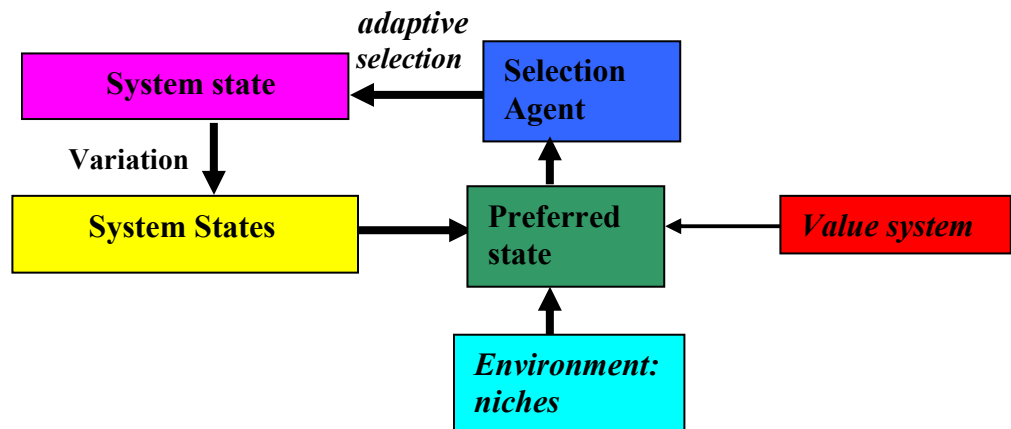 adaptive
selection
System state
Selection
Agent
Variation
System States
Preferred
state
Value system
Environment:
niches